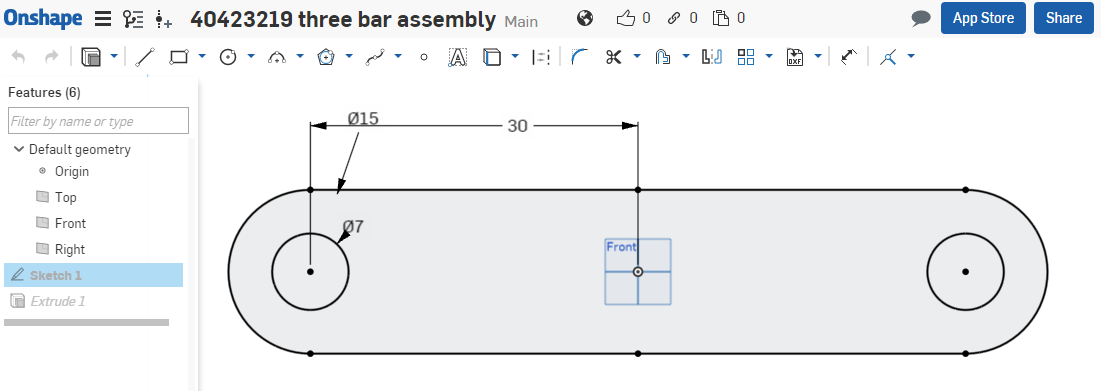 Onshape 40423219 three bar assembly Main 0 0 0 App Store Share
DXF
Features (6)
Filter by name or type
Default geometry
Origin
Top
Front
Right
Sketch 1
Extrude 1
Ø15
30
Ø7
Front